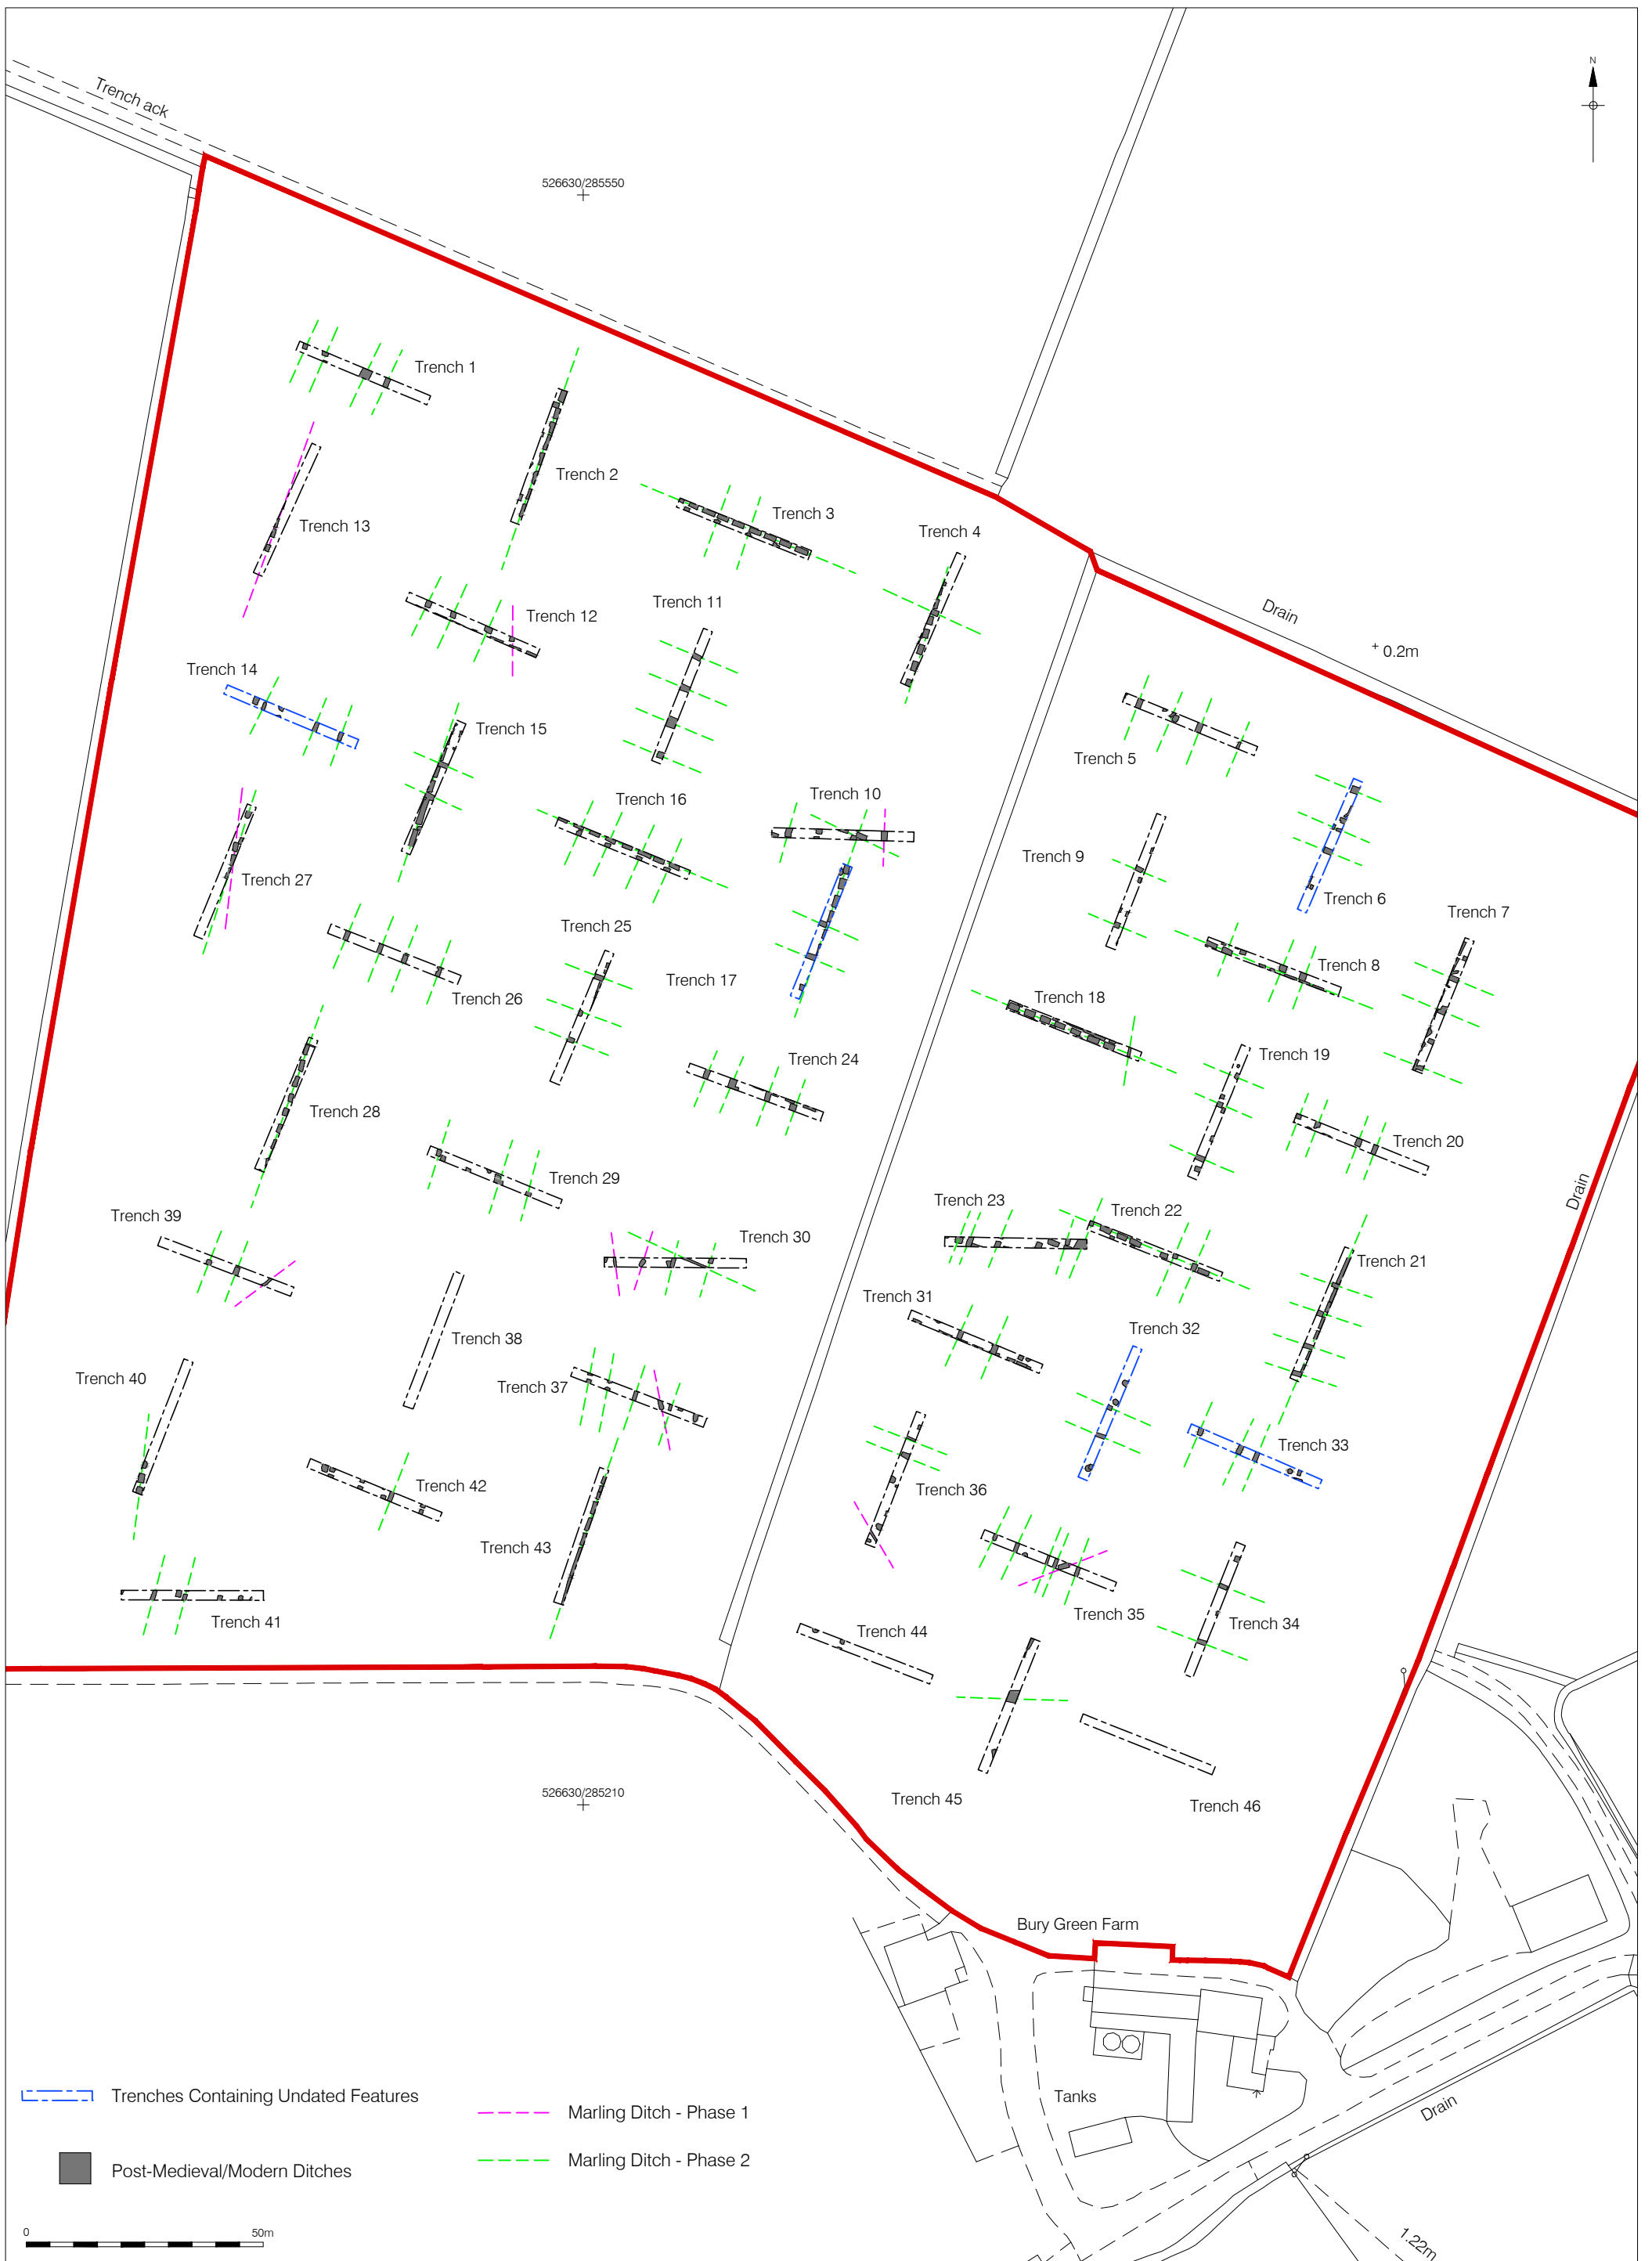 Trench ack
N
526630/285550
Trench 1
Trench 2
Trench 3
Trench 13
Trench 4
Trench 11
Trench 12
Drain
+ 0.2m
Trench 14
Trench 15
Trench 5
Trench 16
Trench 10
Trench 9
Trench 27
Trench 6
Trench 7
Trench 25
Trench 8
Trench 17
Trench 26
Trench 18
Trench 19
Trench 24
Trench 28
Trench 20
Trench 29
Trench 23
Trench 22
Drain
Trench 39
Trench 30
Trench 21
Trench 31
Trench 32
Trench 38
Trench 40
Trench 37
Trench 33
Trench 42
Trench 36
Trench 43
Trench 41
Trench 35
Trench 34
Trench 44
526630/285210
Trench 45
Trench 46
Bury Green Farm
Tanks
Drain
1.22m
Trenches Containing Undated Features
Marling Ditch - Phase 1
Post-Medieval/Modern Ditches
Marling Ditch - Phase 2
0 50m